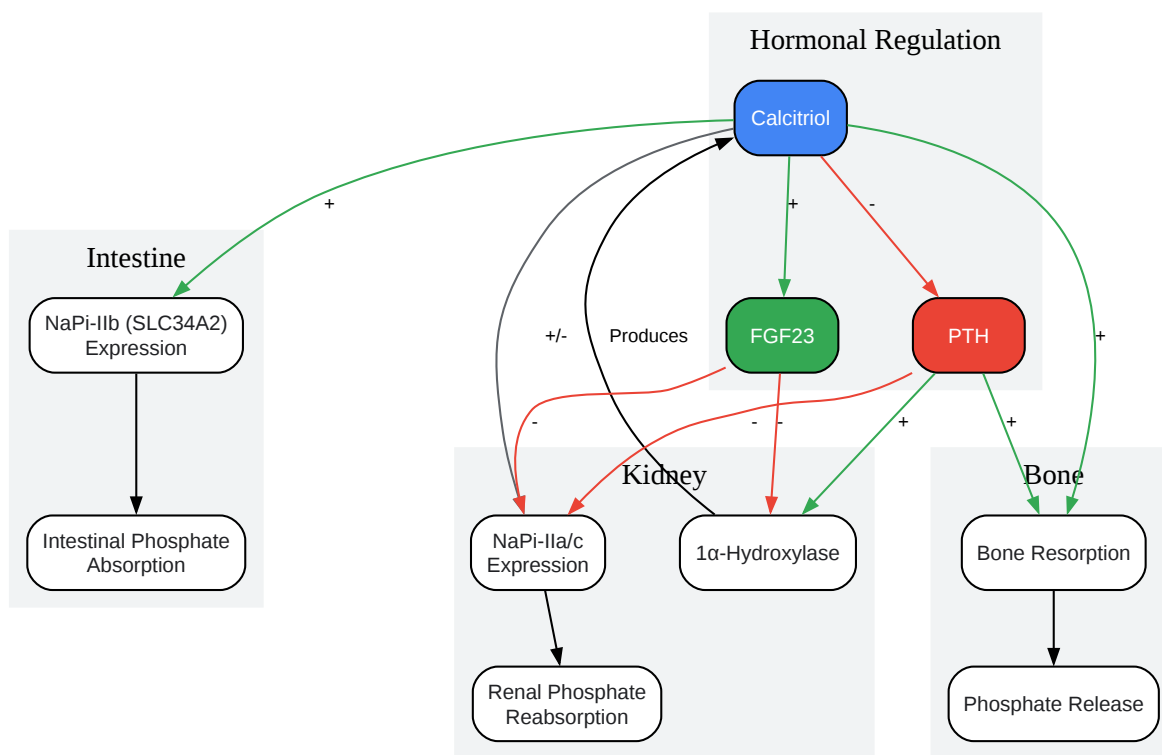 Hormonal Regulation
Calcitriol
+
+
-
Intestine
NaPi-IIb (SLC34A2)
Expression
+/-
Produces
FGF23
PTH
+
-
-
-
+
+
Kidney
Bone
Intestinal Phosphate
Absorption
NaPi-IIa/c
Expression
1α-Hydroxylase
Bone Resorption
Renal Phosphate
Reabsorption
Phosphate Release